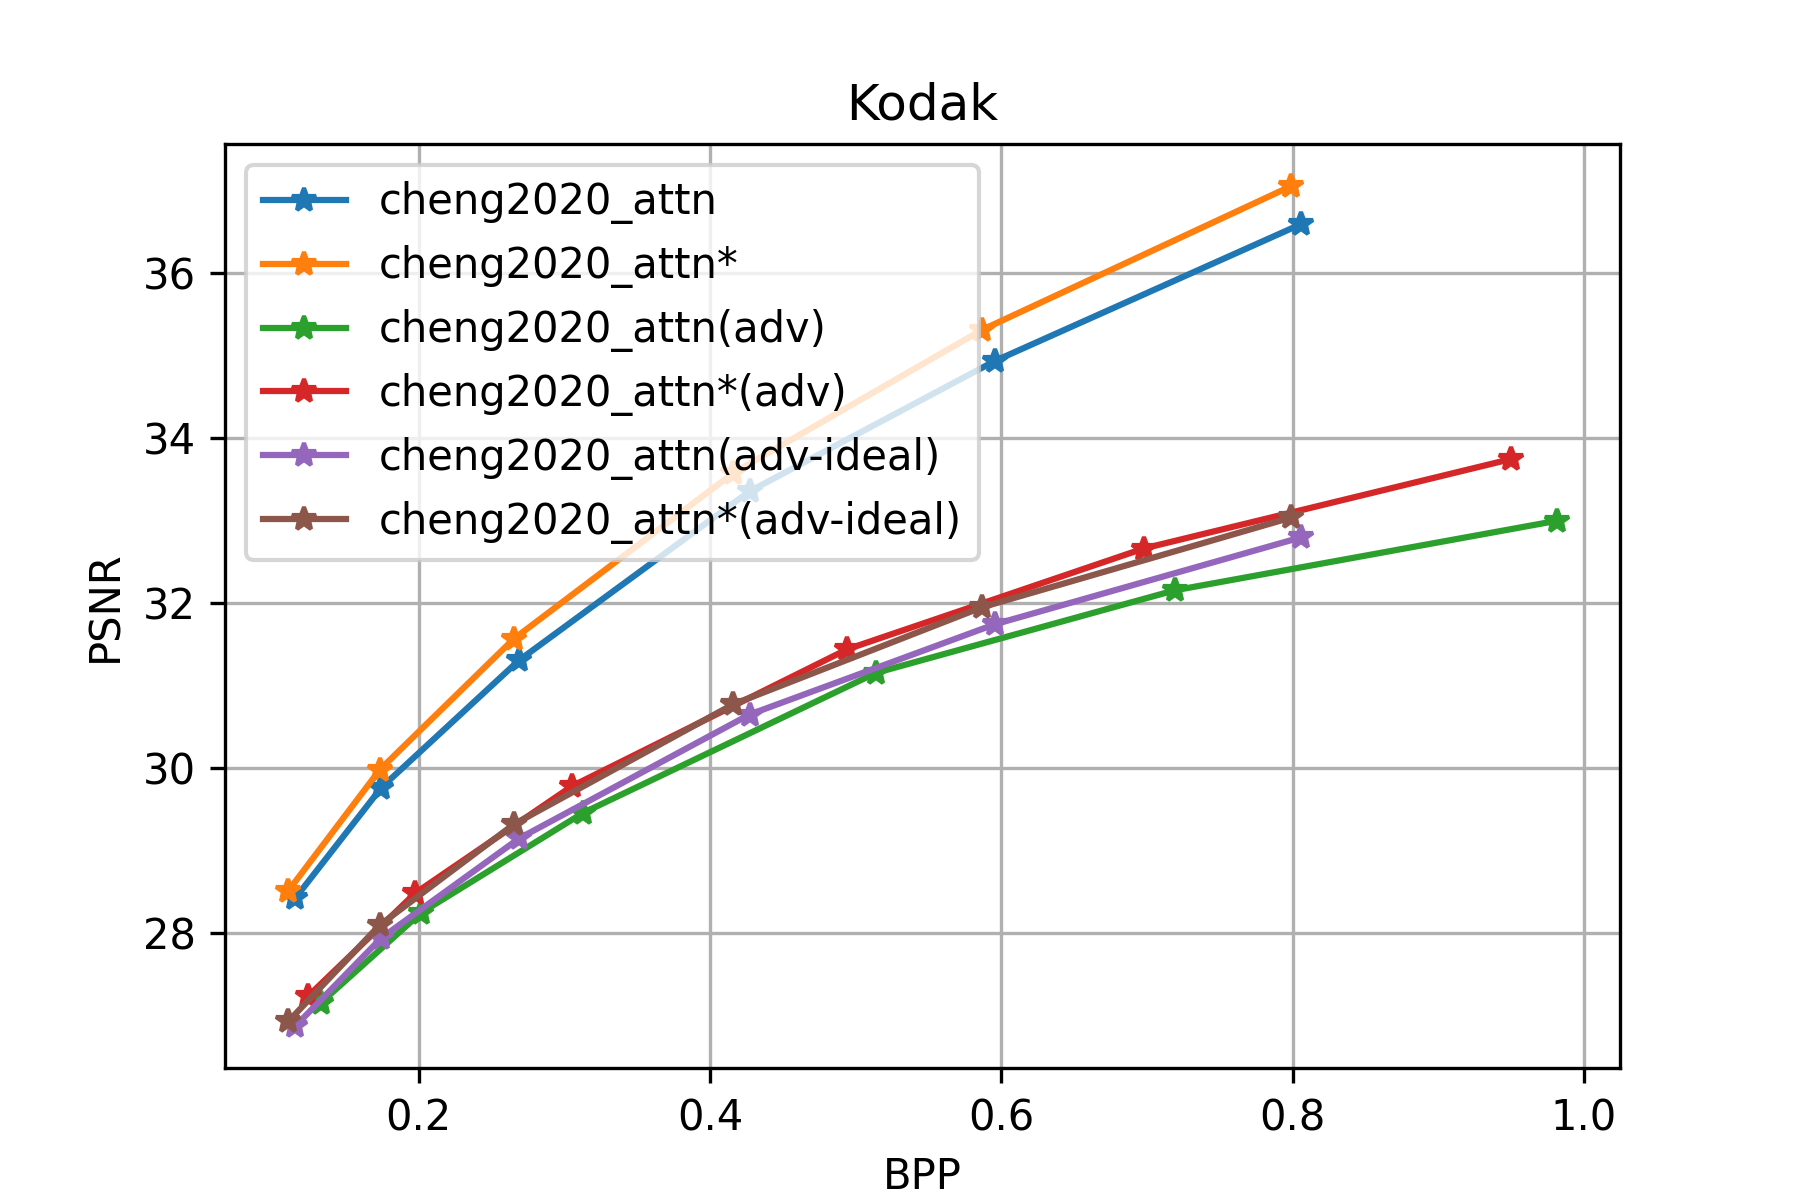 Kodak
cheng2020_attn
cheng2020_attn*
cheng2020_attn(adv)
cheng2020_attn*(adv)
cheng2020_attn(adv-ideal)
cheng2020_attn*(adv-ideal)
PSNR
36
34
32
30
28
0.2 0.4 0.6 0.8 1.0
BPP